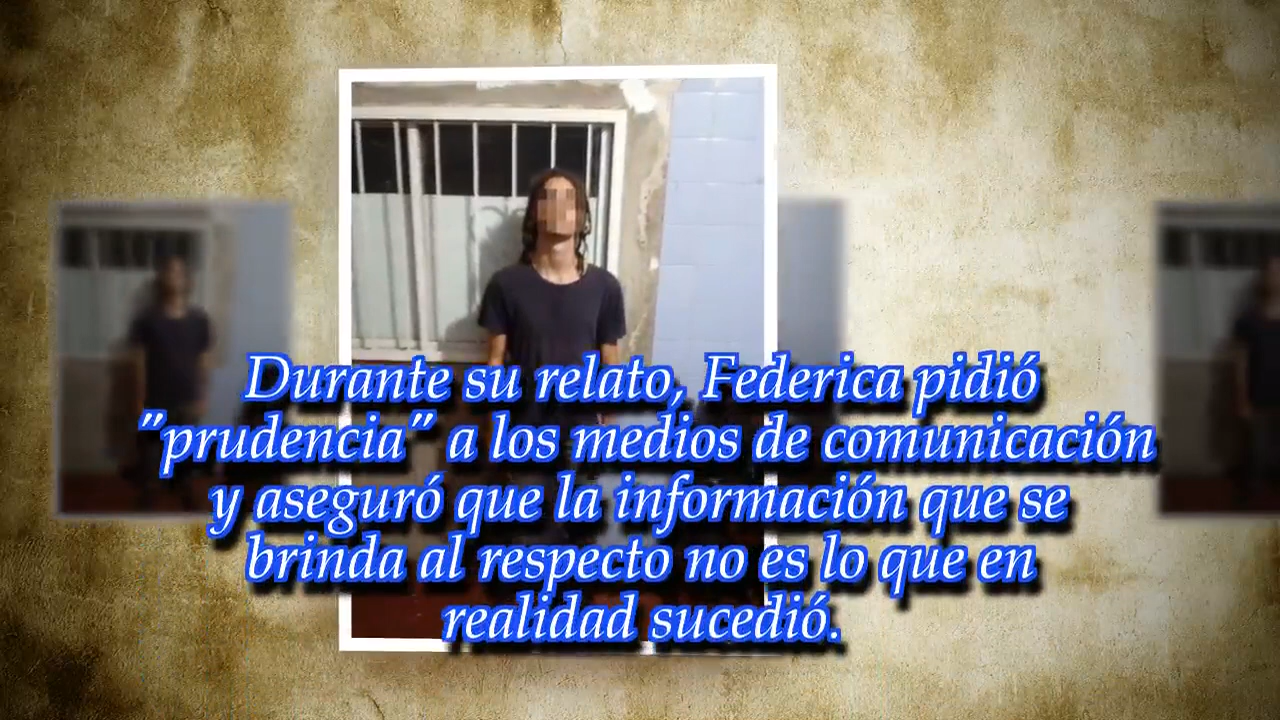 Durante su relato, Federica pidió
"prudencia" a los medios de comunicación
y aseguró que la información que se
brinda al respecto no es lo que en
realidad sucedió.